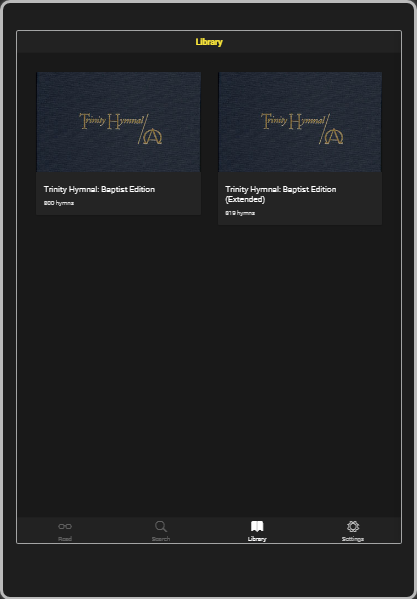 Library
Trinity Hymnal/A
Trinity Hymnal/A
Trinity Hymnal: Baptist Edition
800 hymns
Trinity Hymnal: Baptist Edition
(Extended)
819 hymns
Read
Search
Library
Settings